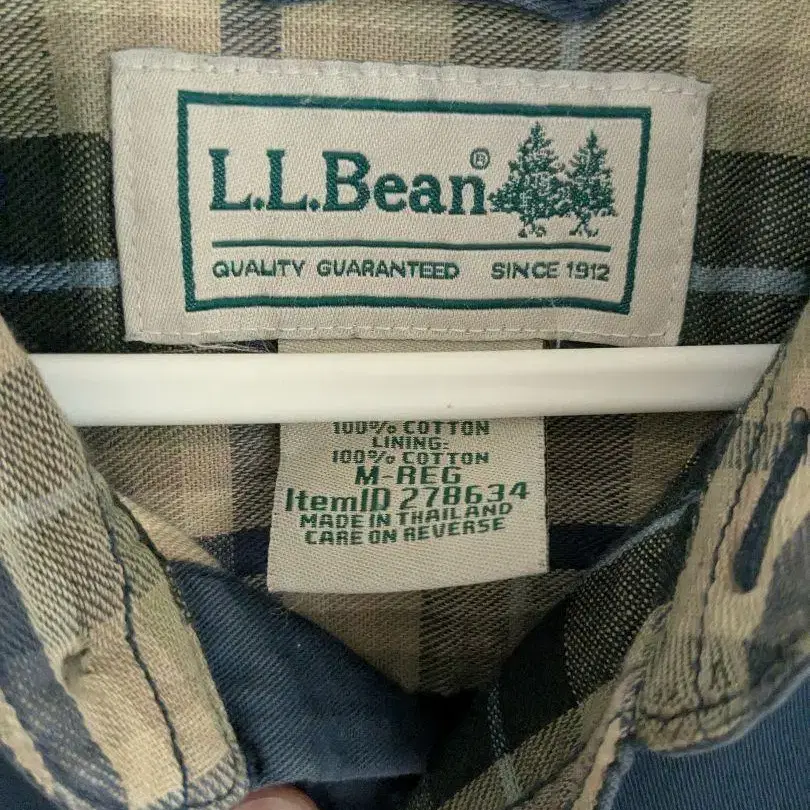 L.L.Bean®
QUALITY GUARANTEED SINCE 1912
100% COTTON
LINING:
100% COTTON
M-REG
ItemID 278634
MADE IN THAILAND
CARE ON REVERSE